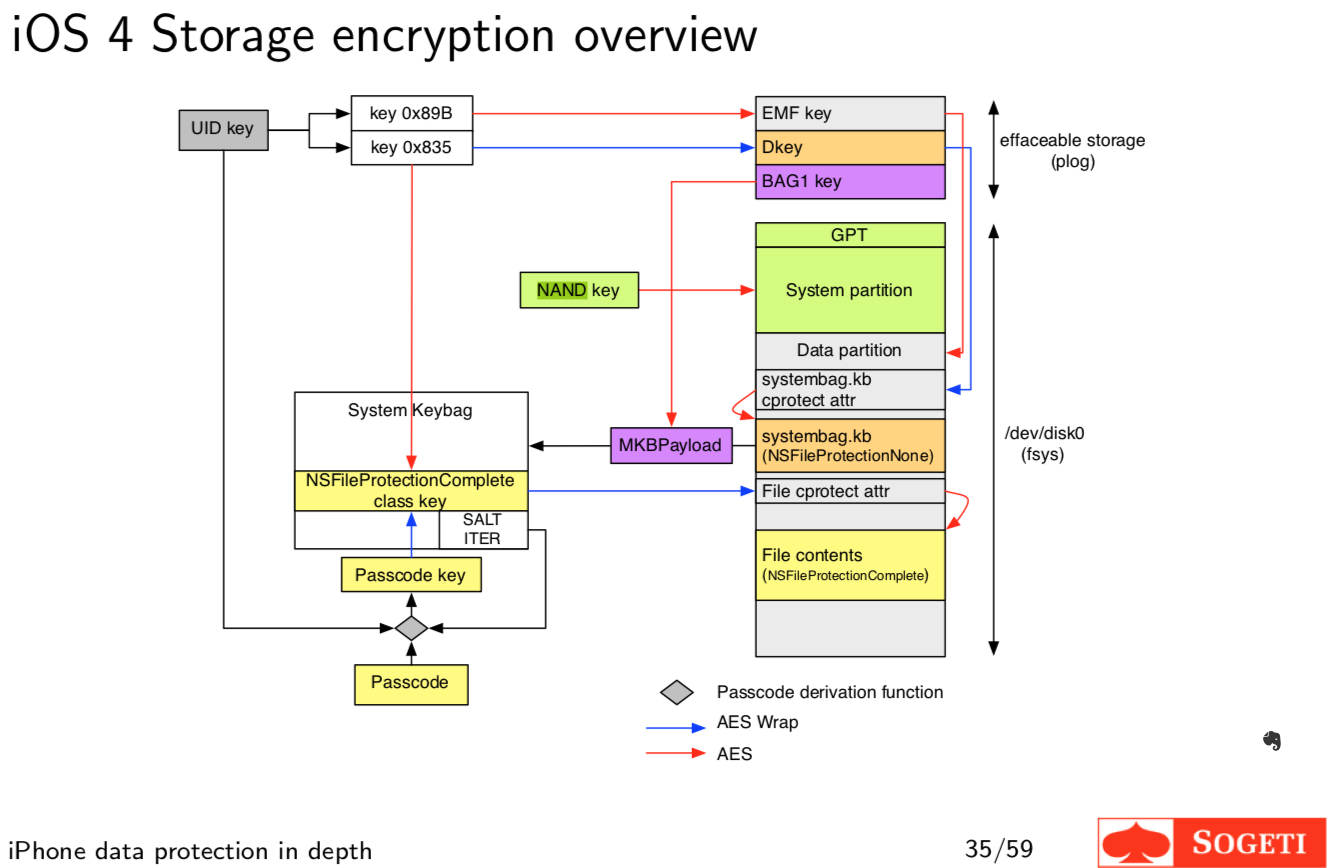 iOS 4 Storage encryption overview
UID key
key 0x89B
key 0x835
EMF key
Dkey
BAG1 key
effaceable storage
(plog)
GPT
NAND key
System partition
Data partition
systembag.kb
cprotect attr
System Keybag
MKBPayload
systembag.kb
(NSFileProtectionNone)
/dev/disk0
(fsys)
NSFileProtectionComplete
class key
File cprotect attr
SALT
ITER
File contents
(NSFileProtectionComplete)
Passcode key
Passcode
Passcode derivation function
AES Wrap
AES
iPhone data protection in depth
35/59
SOGETI